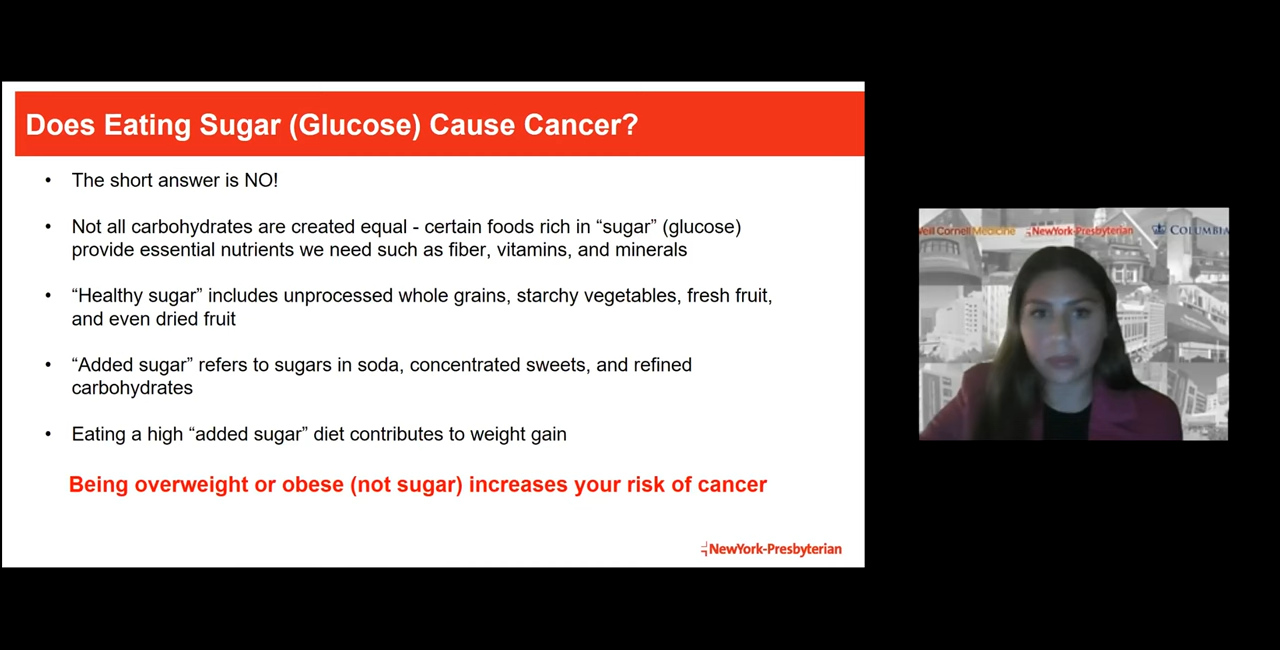 Does Eating Sugar (Glucose) Cause Cancer?
• The short answer is NO!
• Not all carbohydrates are created equal - certain foods rich in “sugar” (glucose)
provide essential nutrients we need such as fiber, vitamins, and minerals
• “Healthy sugar” includes unprocessed whole grains, starchy vegetables, fresh fruit,
and even dried fruit
• “Added sugar” refers to sugars in soda, concentrated sweets, and refined
carbohydrates
• Eating a high “added sugar” diet contributes to weight gain
Being overweight or obese (not sugar) increases your risk of cancer
NewYork-Presbyterian
Weill Cornell Medicine NewYork-Presbyterian COLUMBIA